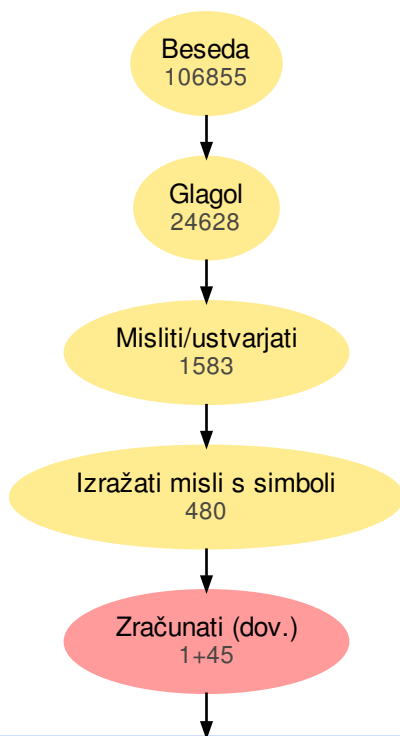 Beseda
106855
Glagol
24628
Misliti/ustvarjati
1583
Izražati misli s simboli
480
Zračunati (dov.)
1+45